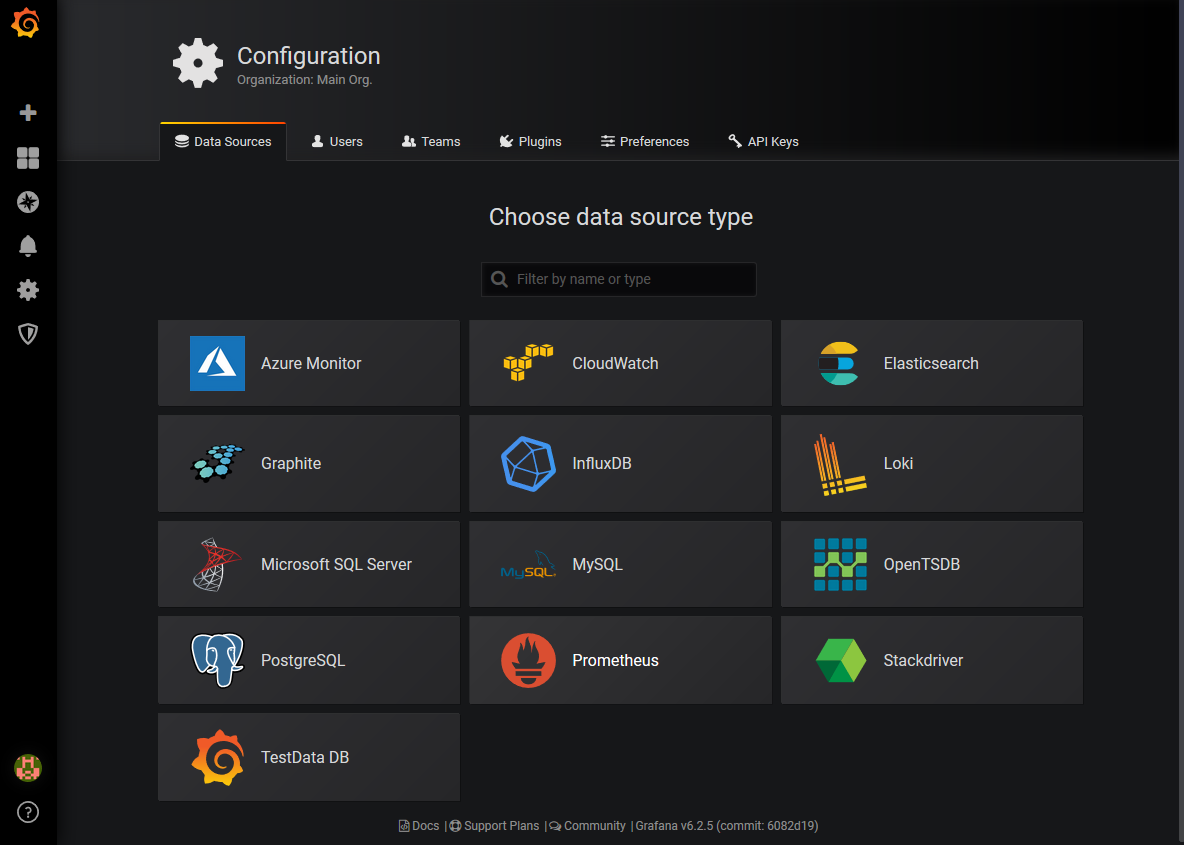 Configuration
Organization: Main Org.
Data Sources Users Teams Plugins Preferences API Keys
Choose data source type
Filter by name or type
Azure Monitor CloudWatch Elasticsearch
Graphite InfluxDB Loki
Microsoft SQL Server MySQL MySQL OpenTSDB
PostgreSQL Prometheus Stackdriver
TestData DB
Docs | Support Plans | Community | Grafana v6.2.5 (commit: 6082d19)